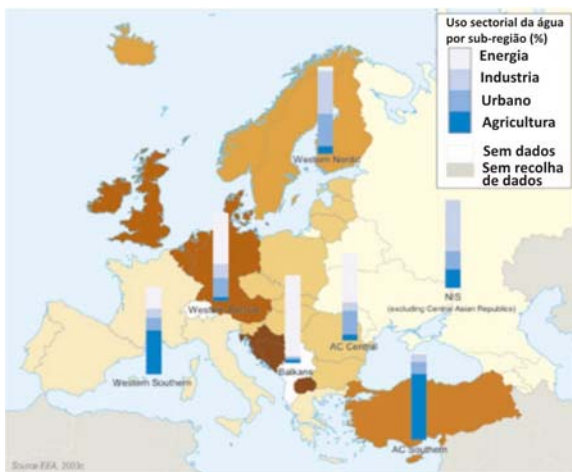 Uso sectorial da água
por sub-região (%)
Energia
Industria
Urbano
Agricultura
Sem dados
Sem recolha
de dados
Western Nordic
NIS
(excluding Central Asian Republics)
Western
AC Central
Balkans
Western Southern
AC Southern
Source EEA, 2003c